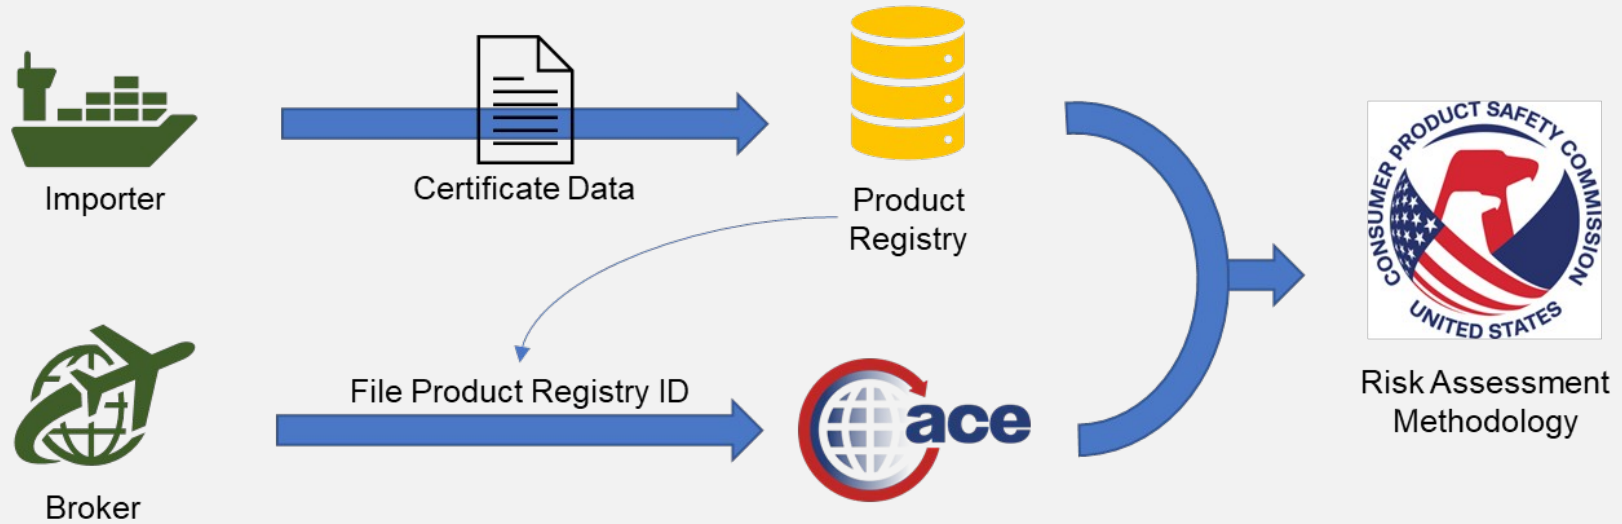 Importer
Certificate Data
Product
Registry
CONSUMER PRODUCT SAFETY COMMISSION
UNITED STATES
File Product Registry ID
ace
Risk Assessment
Methodology
Broker